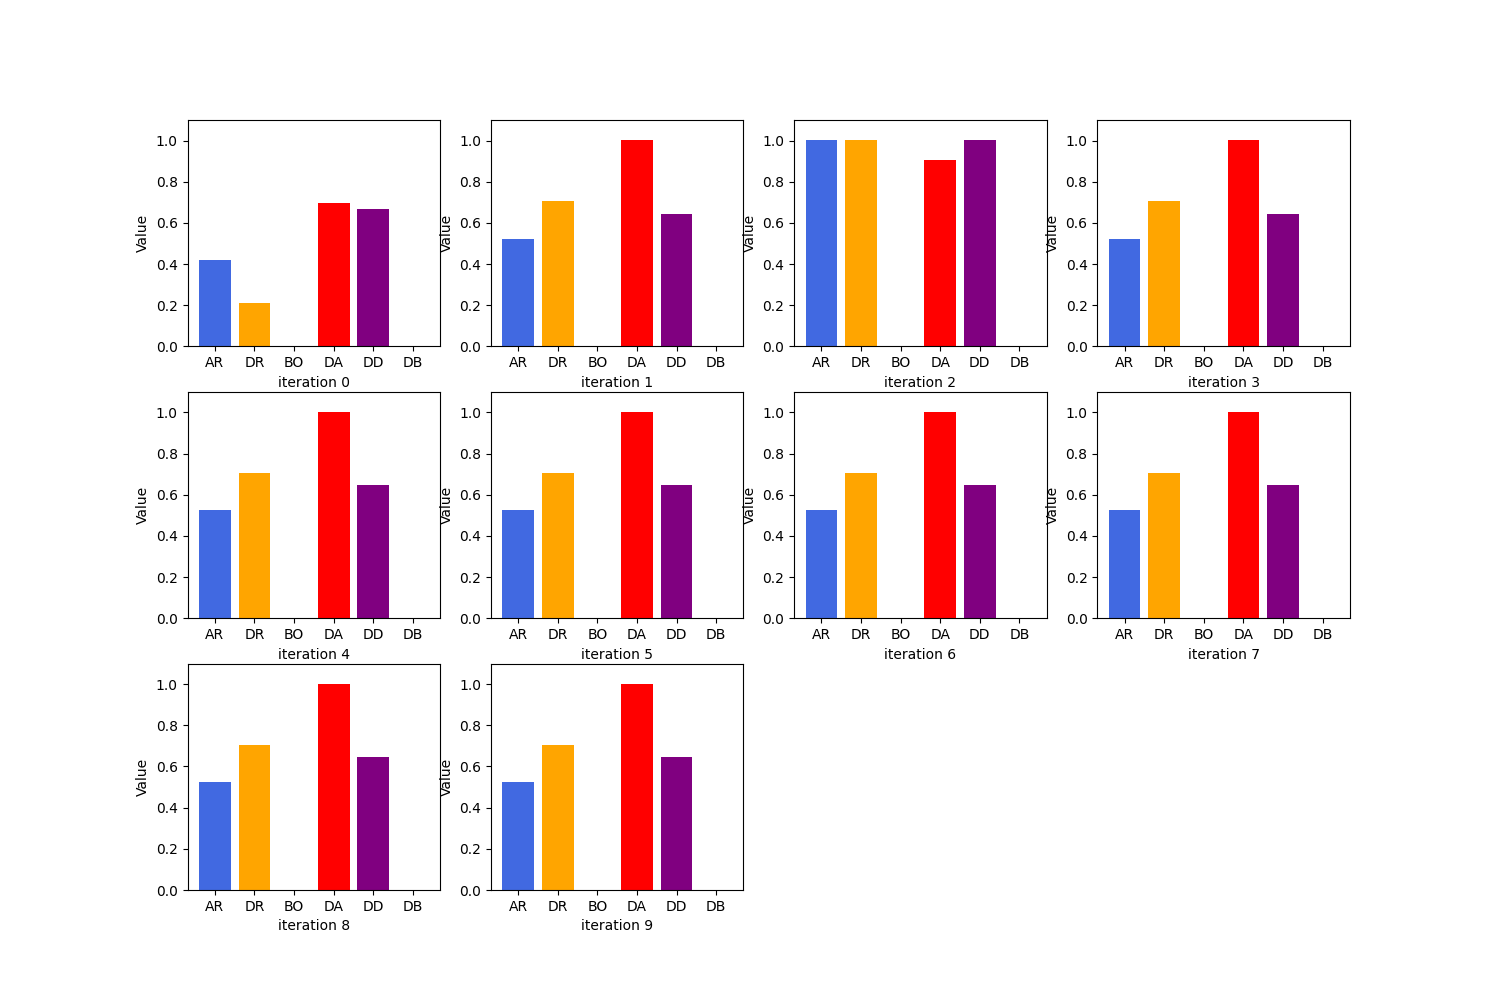 1.0 1.0 1.0 1.0
0.8 0.8 0.8 0.8
0.6 0.6 0.6 0.6
Value Value Value Value
0.4 0.4 0.4 0.4
0.2 0.2 0.2 0.2
0.0 0.0 0.0 0.0
AR DR BO DA DD DB AR DR BO DA DD DB AR DR BO DA DD DB AR DR BO DA DD DB
iteration 0 iteration 1 iteration 2 iteration 3
1.0 1.0 1.0 1.0
0.8 0.8 0.8 0.8
0.6 0.6 0.6 0.6
Value Value Value Value
0.4 0.4 0.4 0.4
0.2 0.2 0.2 0.2
0.0 0.0 0.0 0.0
AR DR BO DA DD DB AR DR BO DA DD DB AR DR BO DA DD DB AR DR BO DA DD DB
iteration 4 iteration 5 iteration 6 iteration 7
1.0 1.0
0.8 0.8
0.6 0.6
Value Value
0.4 0.4
0.2 0.2
0.0 0.0
AR DR BO DA DD DB AR DR BO DA DD DB
iteration 8 iteration 9